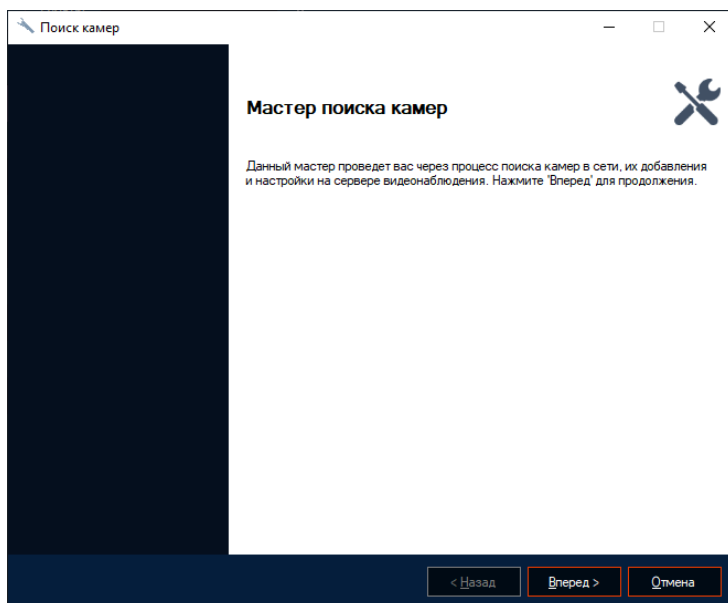 Поиск камер
Мастер поиска камер
Данный мастер проведет вас через процесс поиска камер в сети, их добавления
и настройки на сервере видеонаблюдения. Нажмите 'Вперед' для продолжения.
< Назад Вперед > Отмена